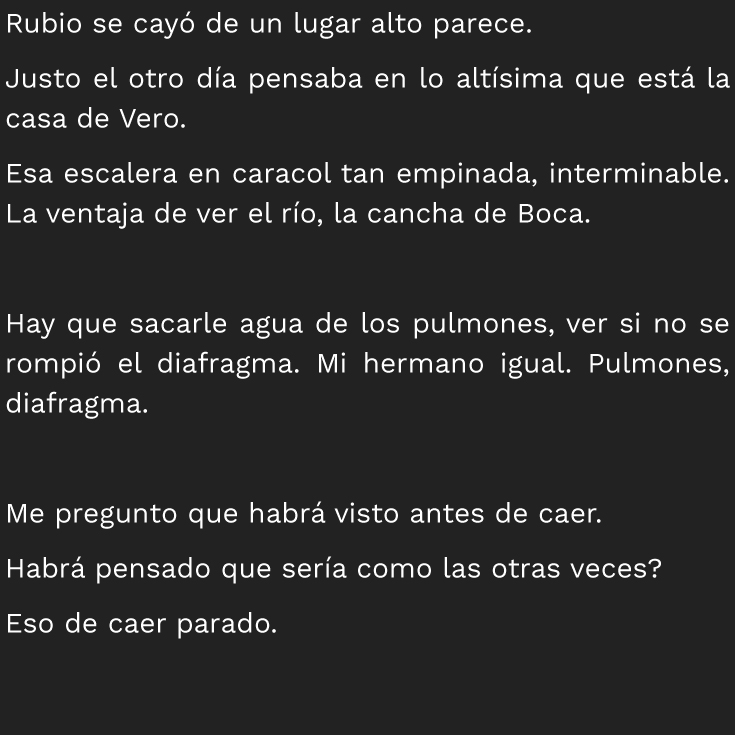 Rubio se cayó de un lugar alto parece.
Justo el otro día pensaba en lo altísima que está la
casa de Vero.
Esa escalera en caracol tan empinada, interminable.
La ventaja de ver el río, la cancha de Boca.
Hay que sacarle agua de los pulmones, ver si no se
rompió el diafragma. Mi hermano igual. Pulmones,
diafragma.
Me pregunto que habrá visto antes de caer.
Habrá pensado que sería como las otras veces?
Eso de caer parado.